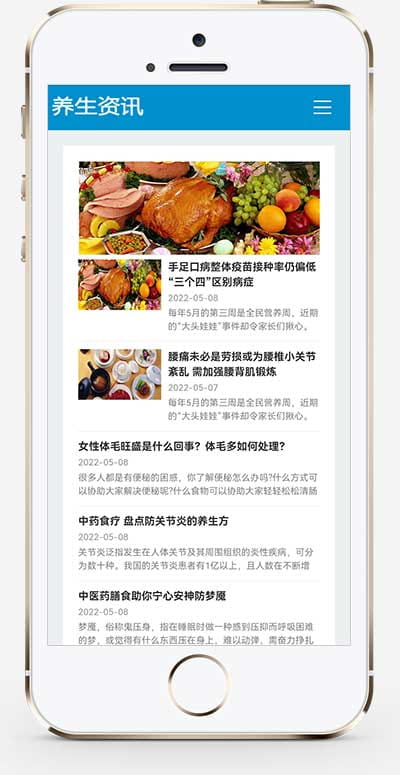 养生资讯
手足口病整体疫苗接种率仍偏低
“三个四”区别病症
2022-05-08
每年5月的第三周是全民营养周，近期
的“大头娃娃”事件却令家长们揪心。
腰痛未必是劳损或为腰椎小关节
紊乱 需加强腰背肌锻炼
2022-05-07
每年5月的第三周是全民营养周，近期
的“大头娃娃”事件却令家长们揪心。
女性体毛旺盛是什么回事？体毛多如何处理？
2022-05-08
很多人都是有便秘的困惑，你了解便秘怎么办吗?什么方式可
以协助大家解决便秘呢?什么食物可以协助大家轻轻松松清肠
中药食疗 盘点防关节炎的养生方
2022-05-08
关节炎泛指发生在人体关节及其周围组织的炎性疾病，可分
为数十种。我国的关节炎患者有1亿以上，且人数在不断增
中医药膳食助你宁心安神防梦魇
2022-05-08
梦魇，俗称鬼压身，指在睡眠时做一种感到压抑而呼吸困难
的梦，或觉得有什么东西压在身上，难以动弹，需奋力挣扎